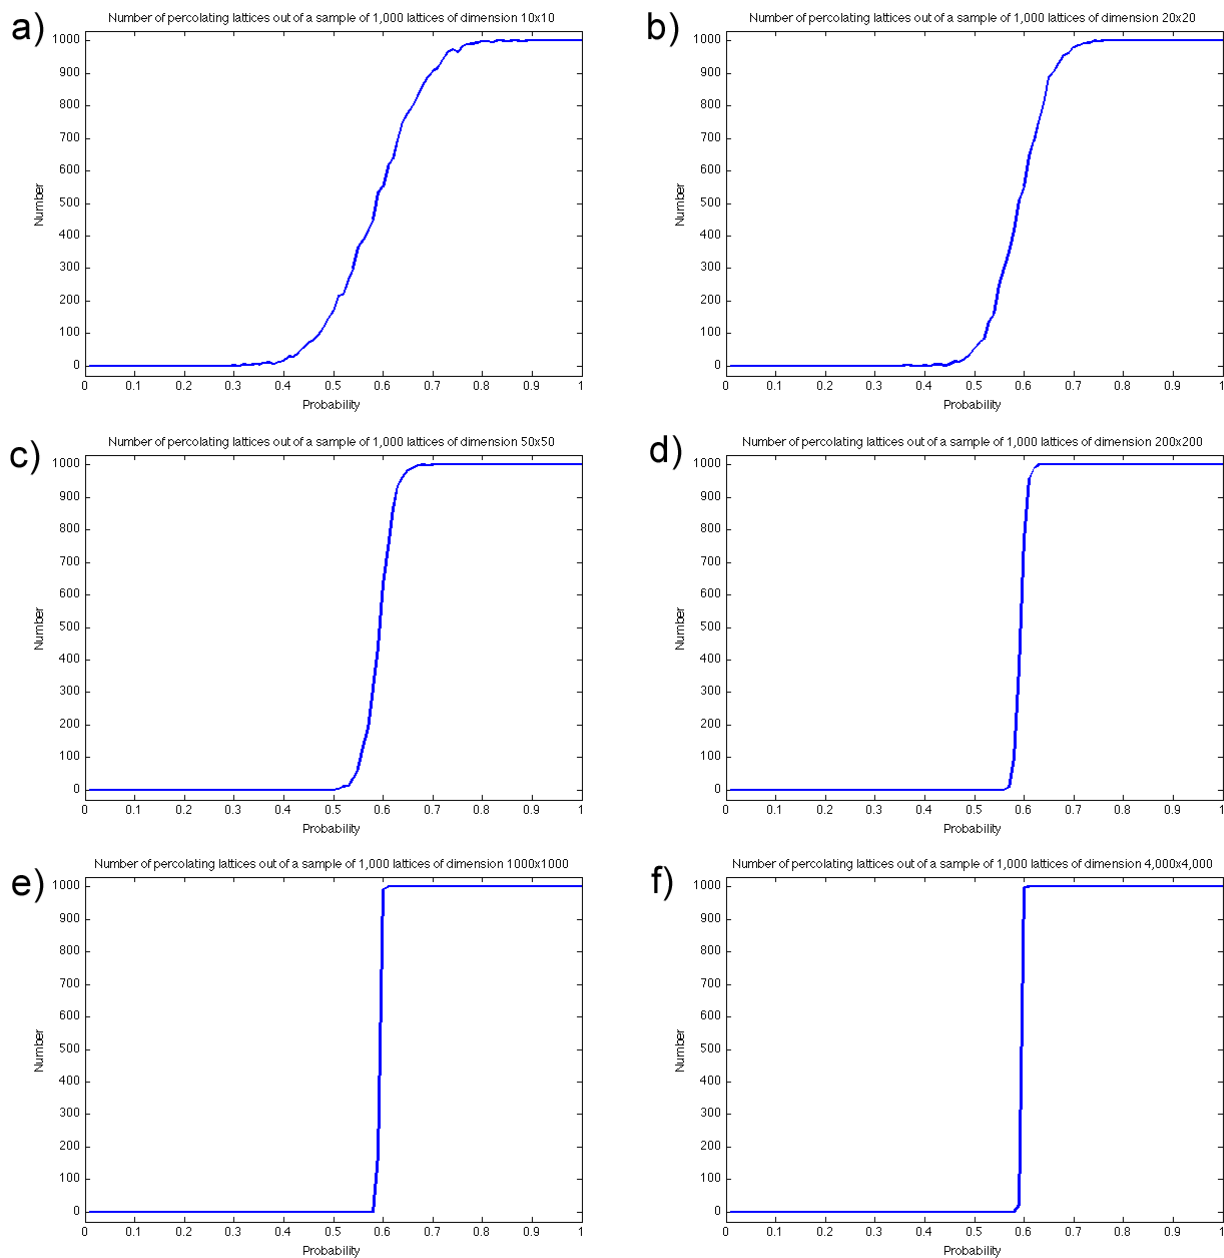 a)
Number of percolating lattices out of a sample of 1,000 lattices of dimension 10x10
1000
900
800
700
600
500
400
300
200
100
0
Number
0 0.1 0.2 0.3 0.4 0.5 0.6 0.7 0.8 0.9 1
Probability
b)
Number of percolating lattices out of a sample of 1,000 lattices of dimension 20x20
1000
900
800
700
600
500
400
300
200
100
0
Number
0 0.1 0.2 0.3 0.4 0.5 0.6 0.7 0.8 0.9 1
Probability
c)
Number of percolating lattices out of a sample of 1,000 lattices of dimension 50x50
1000
900
800
700
600
500
400
300
200
100
0
Number
0 0.1 0.2 0.3 0.4 0.5 0.6 0.7 0.8 0.9 1
Probability
d)
Number of percolating lattices out of a sample of 1,000 lattices of dimension 200x200
1000
900
800
700
600
500
400
300
200
100
0
Number
0 0.1 0.2 0.3 0.4 0.5 0.6 0.7 0.8 0.9 1
Probability
e)
Number of percolating lattices out of a sample of 1,000 lattices of dimension 1000x1000
1000
900
800
700
600
500
400
300
200
100
0
Number
0 0.1 0.2 0.3 0.4 0.5 0.6 0.7 0.8 0.9 1
Probability
f)
Number of percolating lattices out of a sample of 1,000 lattices of dimension 4,000x4,000
1000
900
800
700
600
500
400
300
200
100
0
Number
0 0.1 0.2 0.3 0.4 0.5 0.6 0.7 0.8 0.9 1
Probability